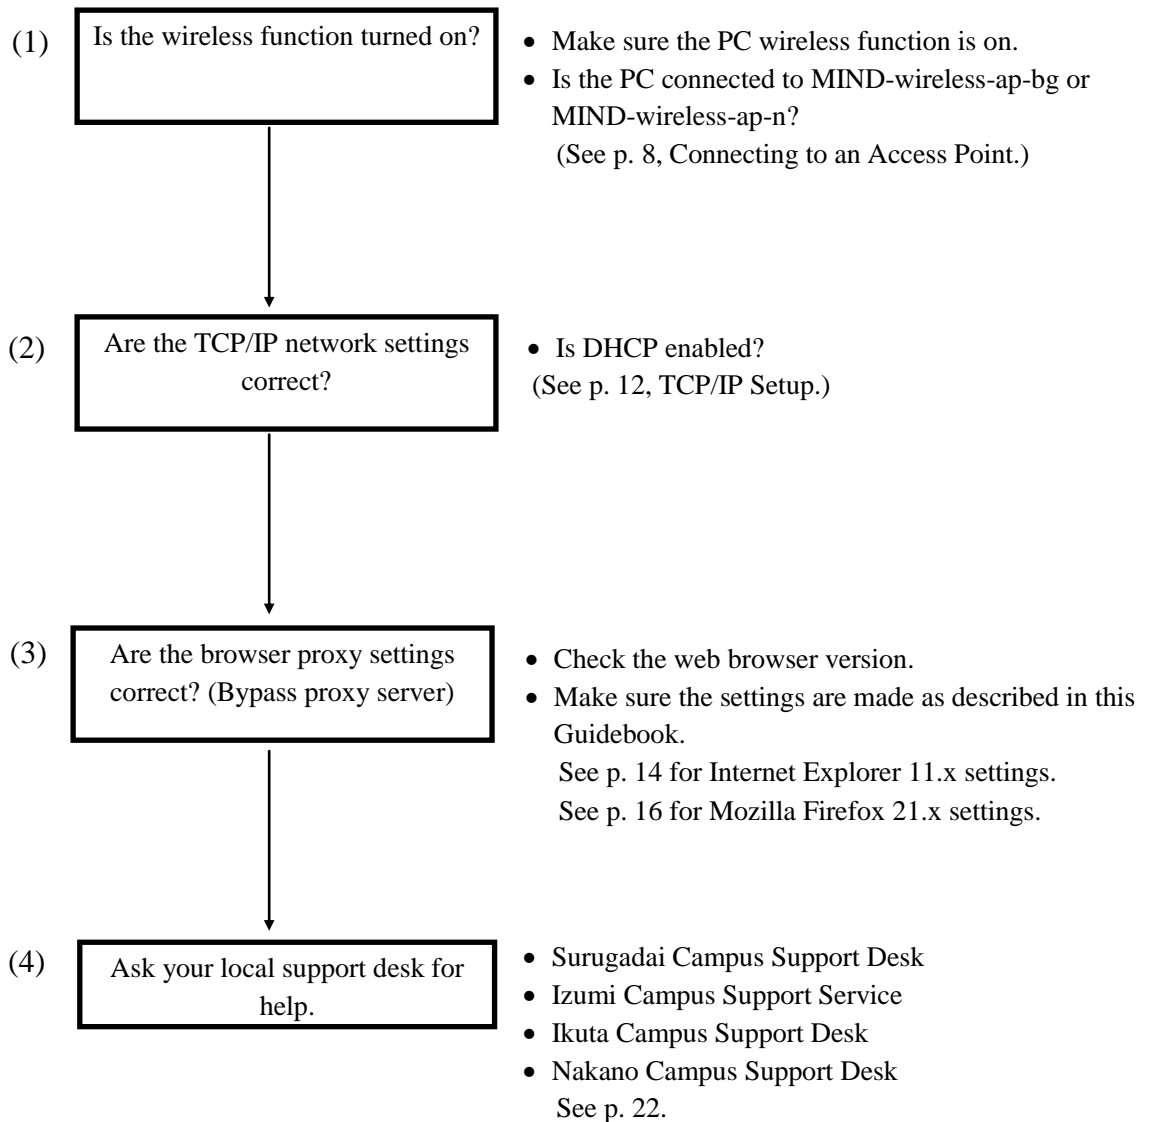 (1)
Is the wireless function turned on?
• Make sure the PC wireless function is on.
• Is the PC connected to MIND-wireless-ap-bg or
MIND-wireless-ap-n?
(See p. 8, Connecting to an Access Point.)
(2)
Are the TCP/IP network settings
correct?
• Is DHCP enabled?
(See p. 12, TCP/IP Setup.)
(3)
Are the browser proxy settings
correct? (Bypass proxy server)
• Check the web browser version.
• Make sure the settings are made as described in this
Guidebook.
See p. 14 for Internet Explorer 11.x settings.
See p. 16 for Mozilla Firefox 21.x settings.
(4)
Ask your local support desk for
help.
• Surugadai Campus Support Desk
• Izumi Campus Support Service
• Ikuta Campus Support Desk
• Nakano Campus Support Desk
See p. 22.